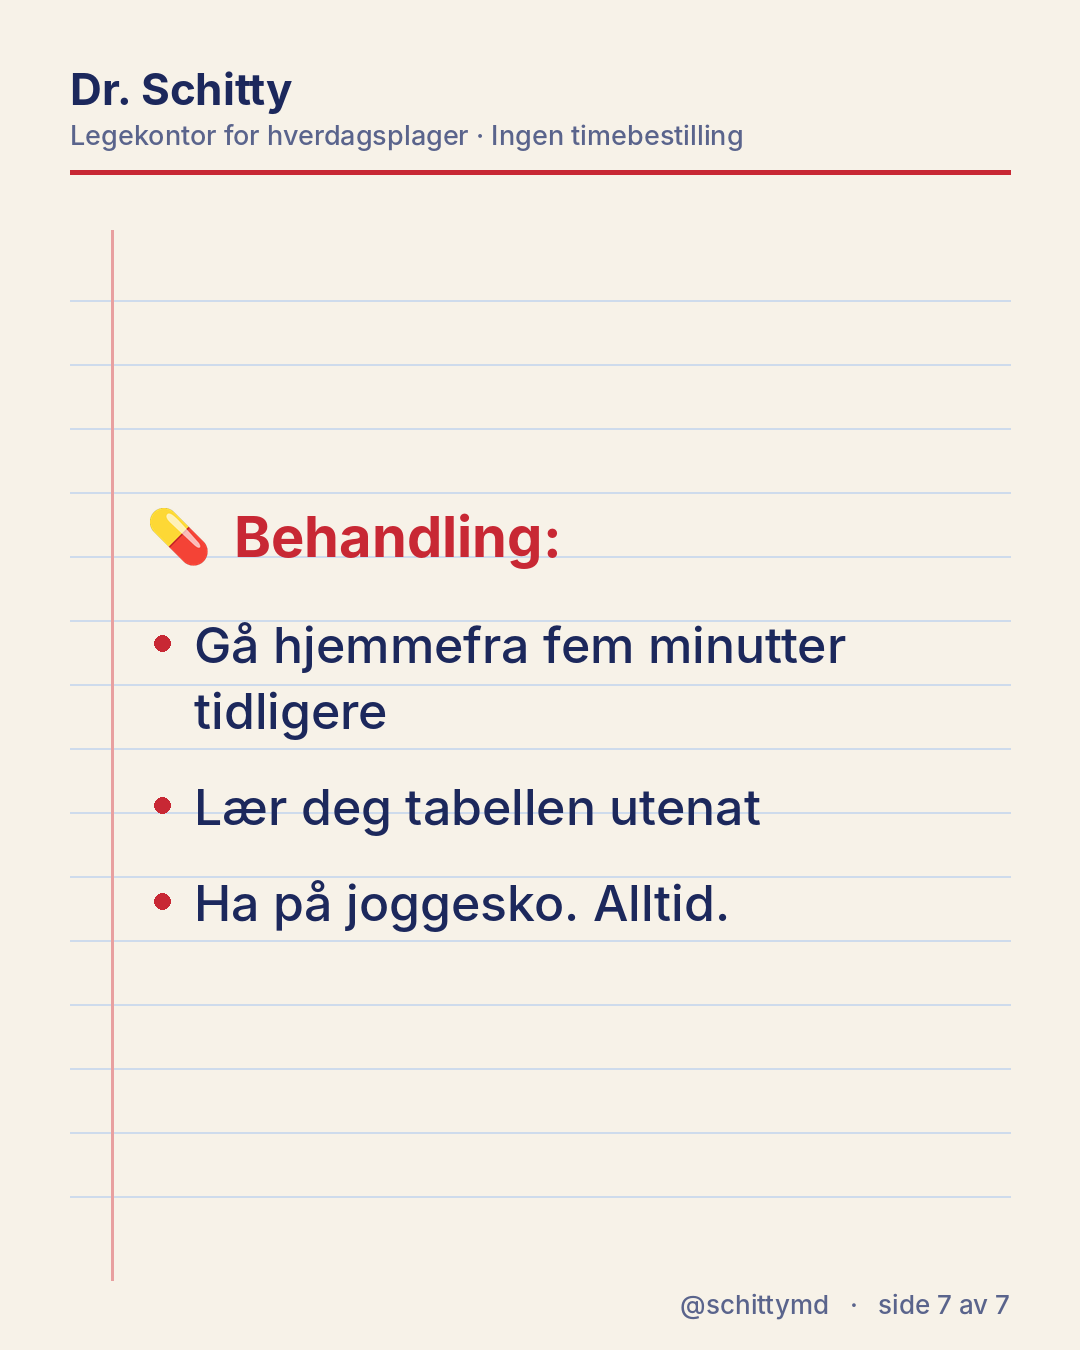 Dr. Schitty
Legekontor for hverdagsplager · Ingen timebestilling
💊 Behandling:
• Gå hjemmefra fem minutter
tidligere
• Lær deg tabellen utenat
• Ha på joggesko. Alltid.
@schittymd · side 7 av 7